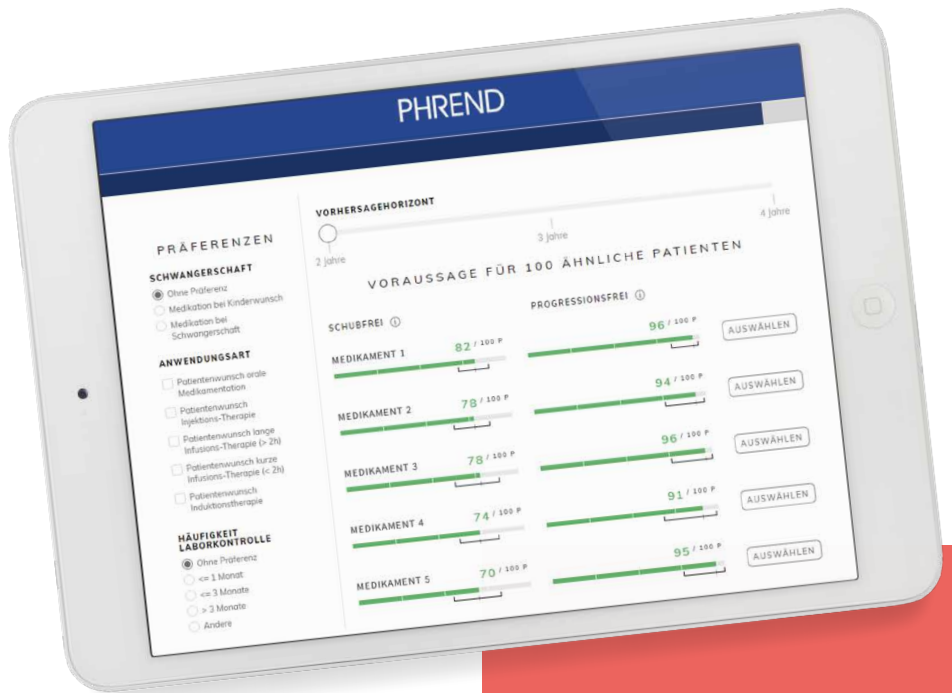 PHREND
PRÄFERENZEN
SCHWANGERSCHAFT
Ohne Präferenz
Medikation bei Kinderwunsch
Medikation bei
Schwangerschaft
ANWENDUNGSART
Patientenwunsch orale
Medikamentation
Patientenwunsch
Injektions-Therapie
Patientenwunsch lange
Infusions-Therapie (> 2h)
Patientenwunsch kurze
Infusions-Therapie (< 2h)
Patientenwunsch
Induktionstherapie
HÄUFIGKEIT
LABORKONTROLLE
Ohne Präferenz
<= 1 Monat
<= 3 Monate
> 3 Monate
Andere
VORHERSAGEHORIZONT
2 Jahre
3 Jahre
4 Jahre
VORAUSSAGE FÜR 100 ÄHNLICHE PATIENTEN
SCHUBFREI
PROGRESSIONSFREI
MEDIKAMENT 1
82 / 100 P
96 / 100 P
AUSWÄHLEN
MEDIKAMENT 2
78 / 100 P
94 / 100 P
AUSWÄHLEN
MEDIKAMENT 3
78 / 100 P
96 / 100 P
AUSWÄHLEN
MEDIKAMENT 4
74 / 100 P
91 / 100 P
AUSWÄHLEN
MEDIKAMENT 5
70 / 100 P
95 / 100 P
AUSWÄHLEN